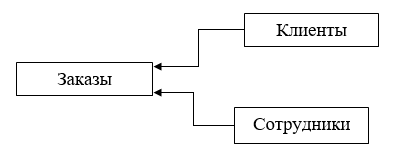 Клиенты
Заказы
Сотрудники